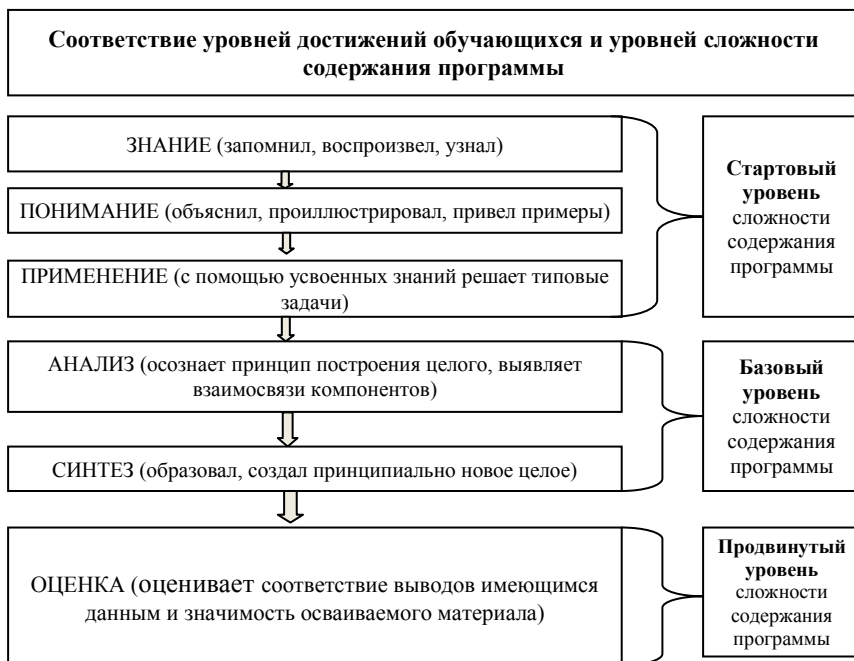 Соответствие уровней достижений обучающихся и уровней сложности
содержания программы
ЗНАНИЕ (запомнил, воспроизвел, узнал)
ПОНИМАНИЕ (объяснил, проиллюстрировал, привел примеры)
ПРИМЕНЕНИЕ (с помощью усвоенных знаний решает типовые
задачи)
Стартовый
уровень
сложности
содержания
программы
АНАЛИЗ (осознает принцип построения целого, выявляет
взаимосвязи компонентов)
СИНТЕЗ (образовал, создал принципиально новое целое)
Базовый
уровень
сложности
содержания
программы
ОЦЕНКА (оценивает соответствие выводов имеющимся
данным и значимость осваиваемого материала)
Продвинутый
уровень
сложности
содержания
программы